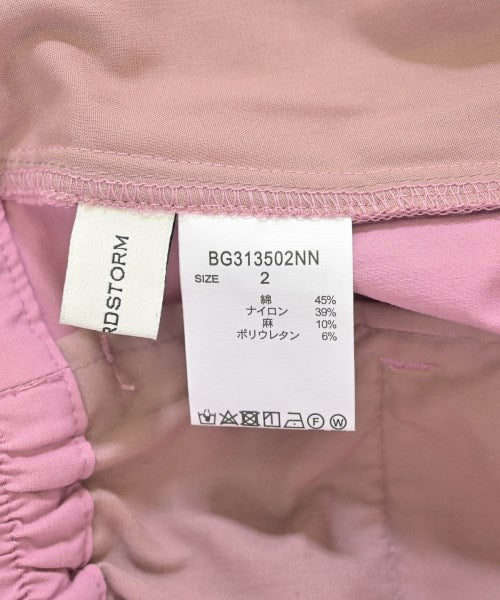 RDSTORM
BG313502NN
SIZE 2
綿 45%
ナイロン 39%
麻 10%
ポリウレタン 6%
F W